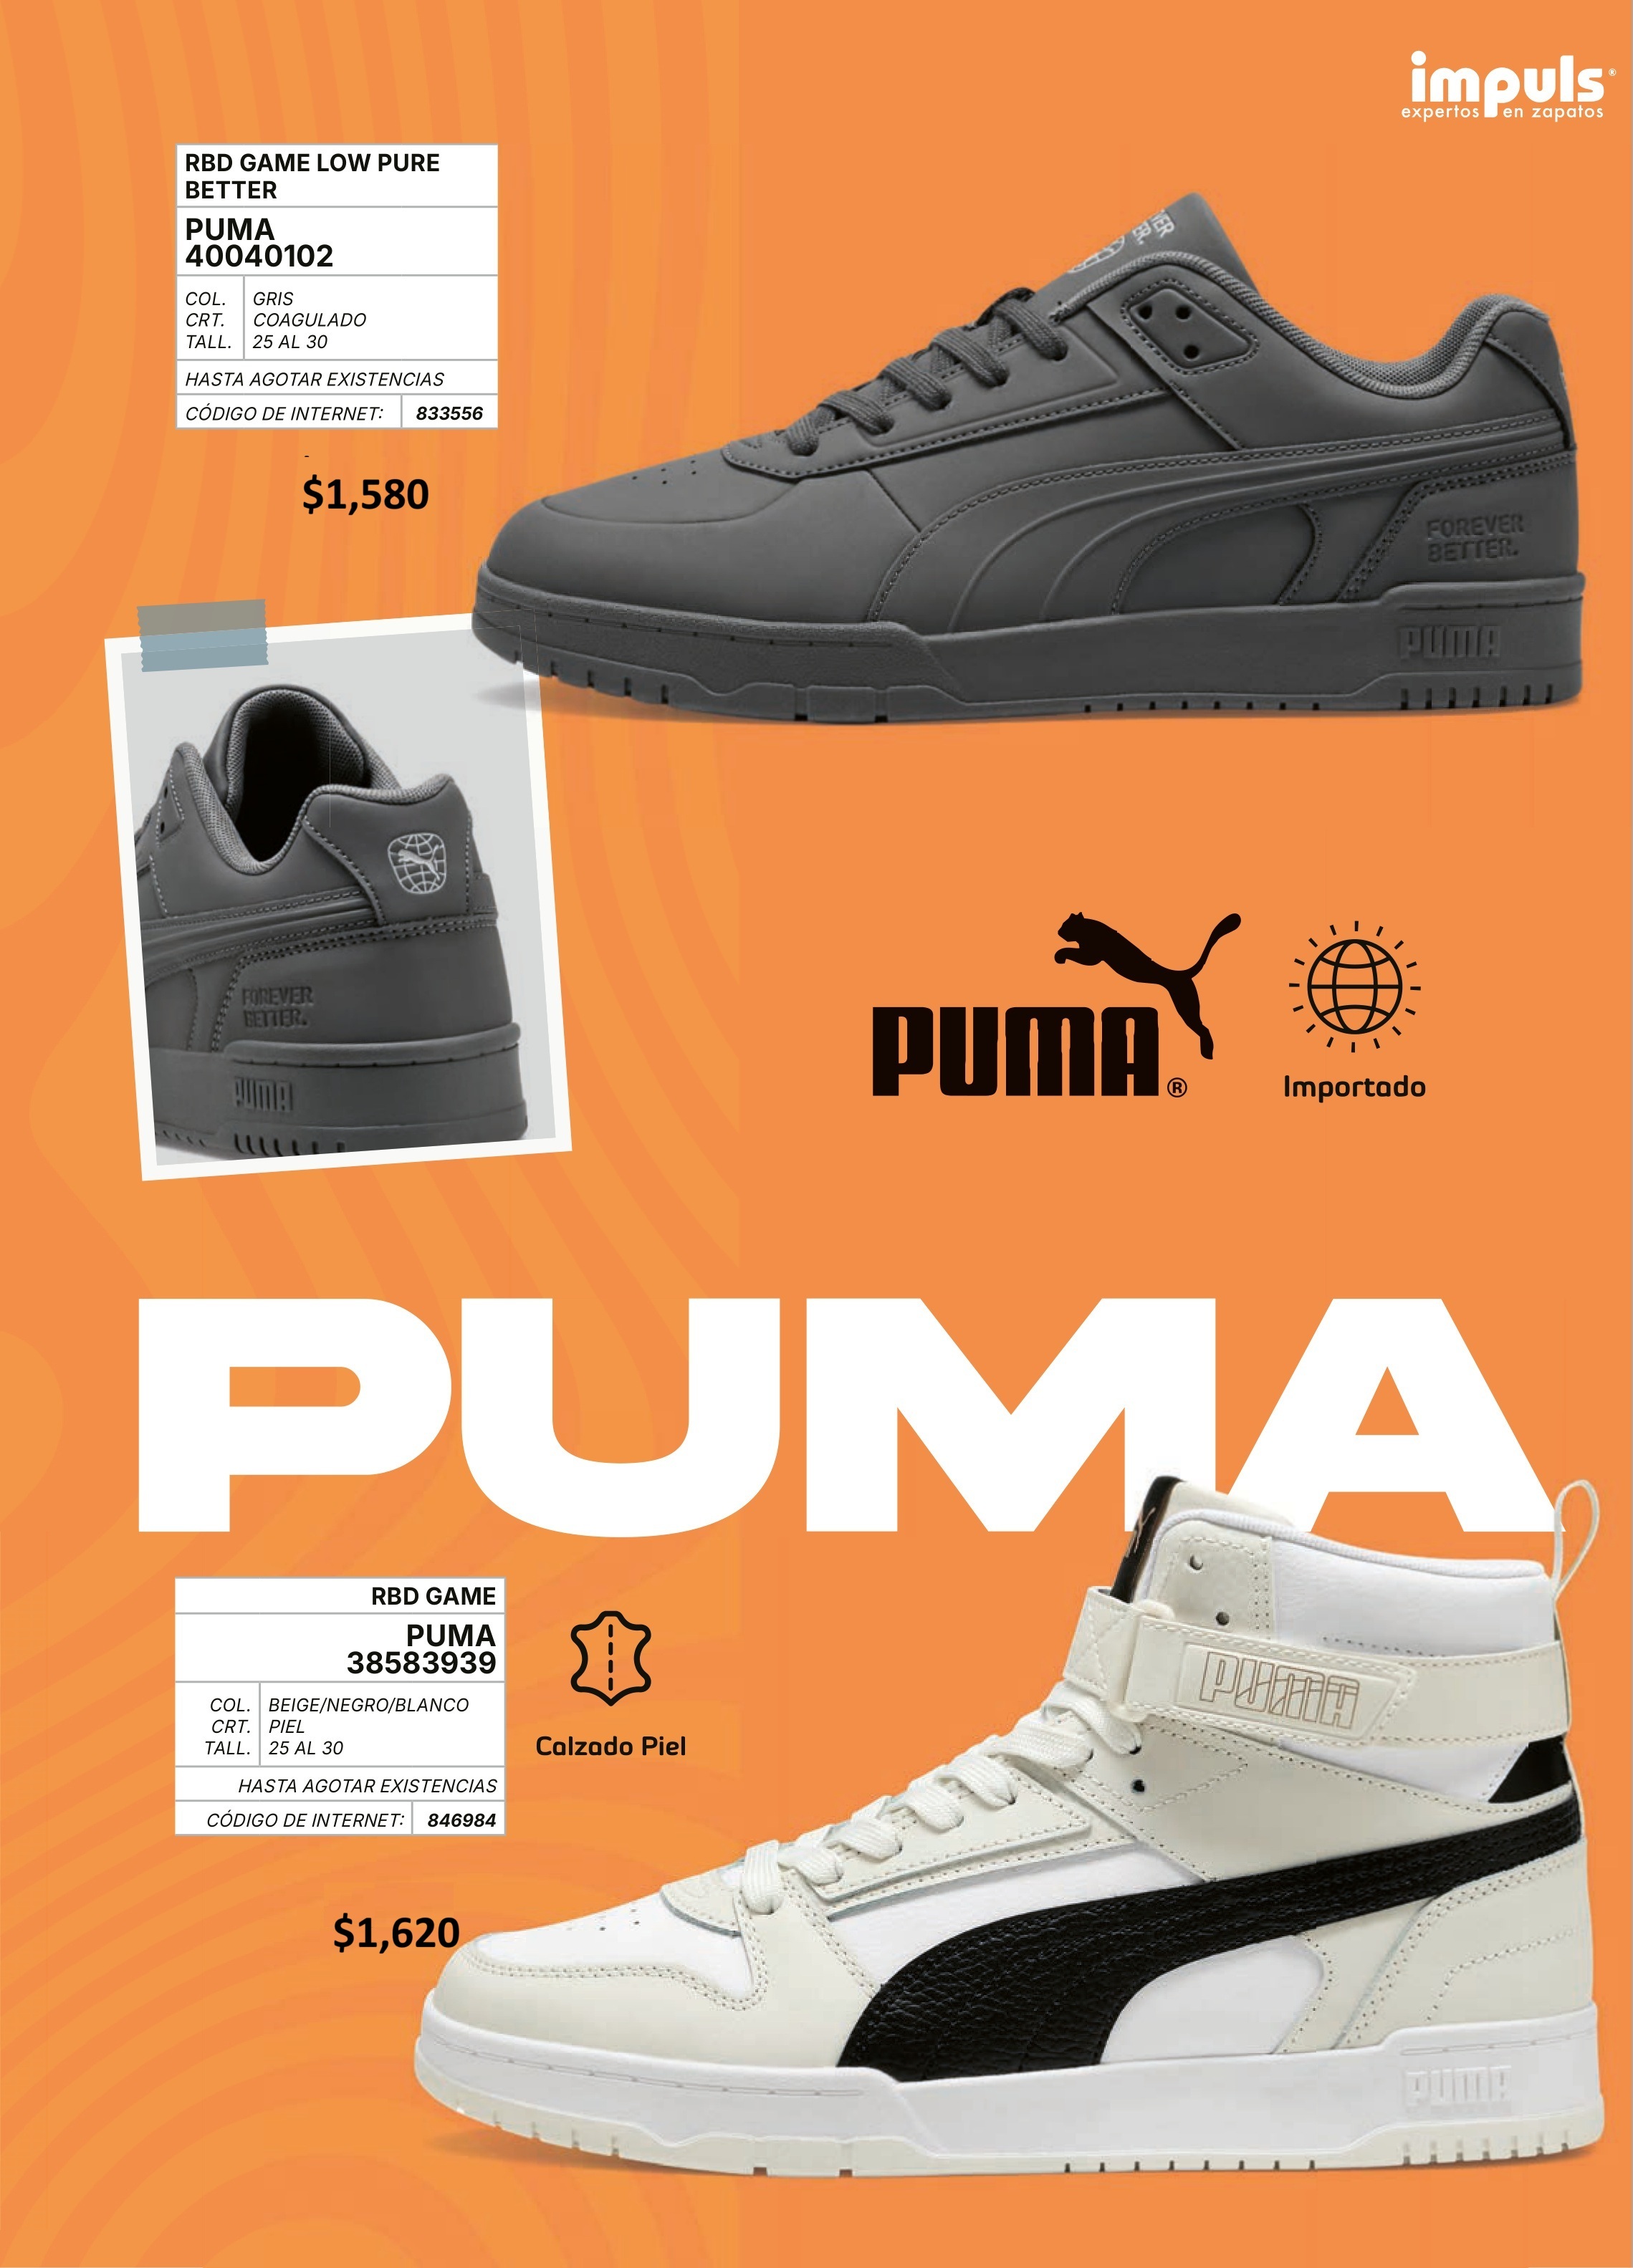 impuls®
expertos en zapatos
RBD GAME LOW PURE
BETTER
PUMA
40040102
COL. GRIS
CRT. COAGULADO
TALL. 25 AL 30
HASTA AGOTAR EXISTENCIAS
CÓDIGO DE INTERNET: 833556
-
$1,580
FOREVER
BETTER.
PUMA
FOREVER
BETTER.
PUMA
PUMA®
Importado
PUMA
RBD GAME
PUMA
38583939
COL. BEIGE/NEGRO/BLANCO
CRT. PIEL
TALL. 25 AL 30
HASTA AGOTAR EXISTENCIAS
CÓDIGO DE INTERNET: 846984
Calzado Piel
$1,620
PUMA
PUMA